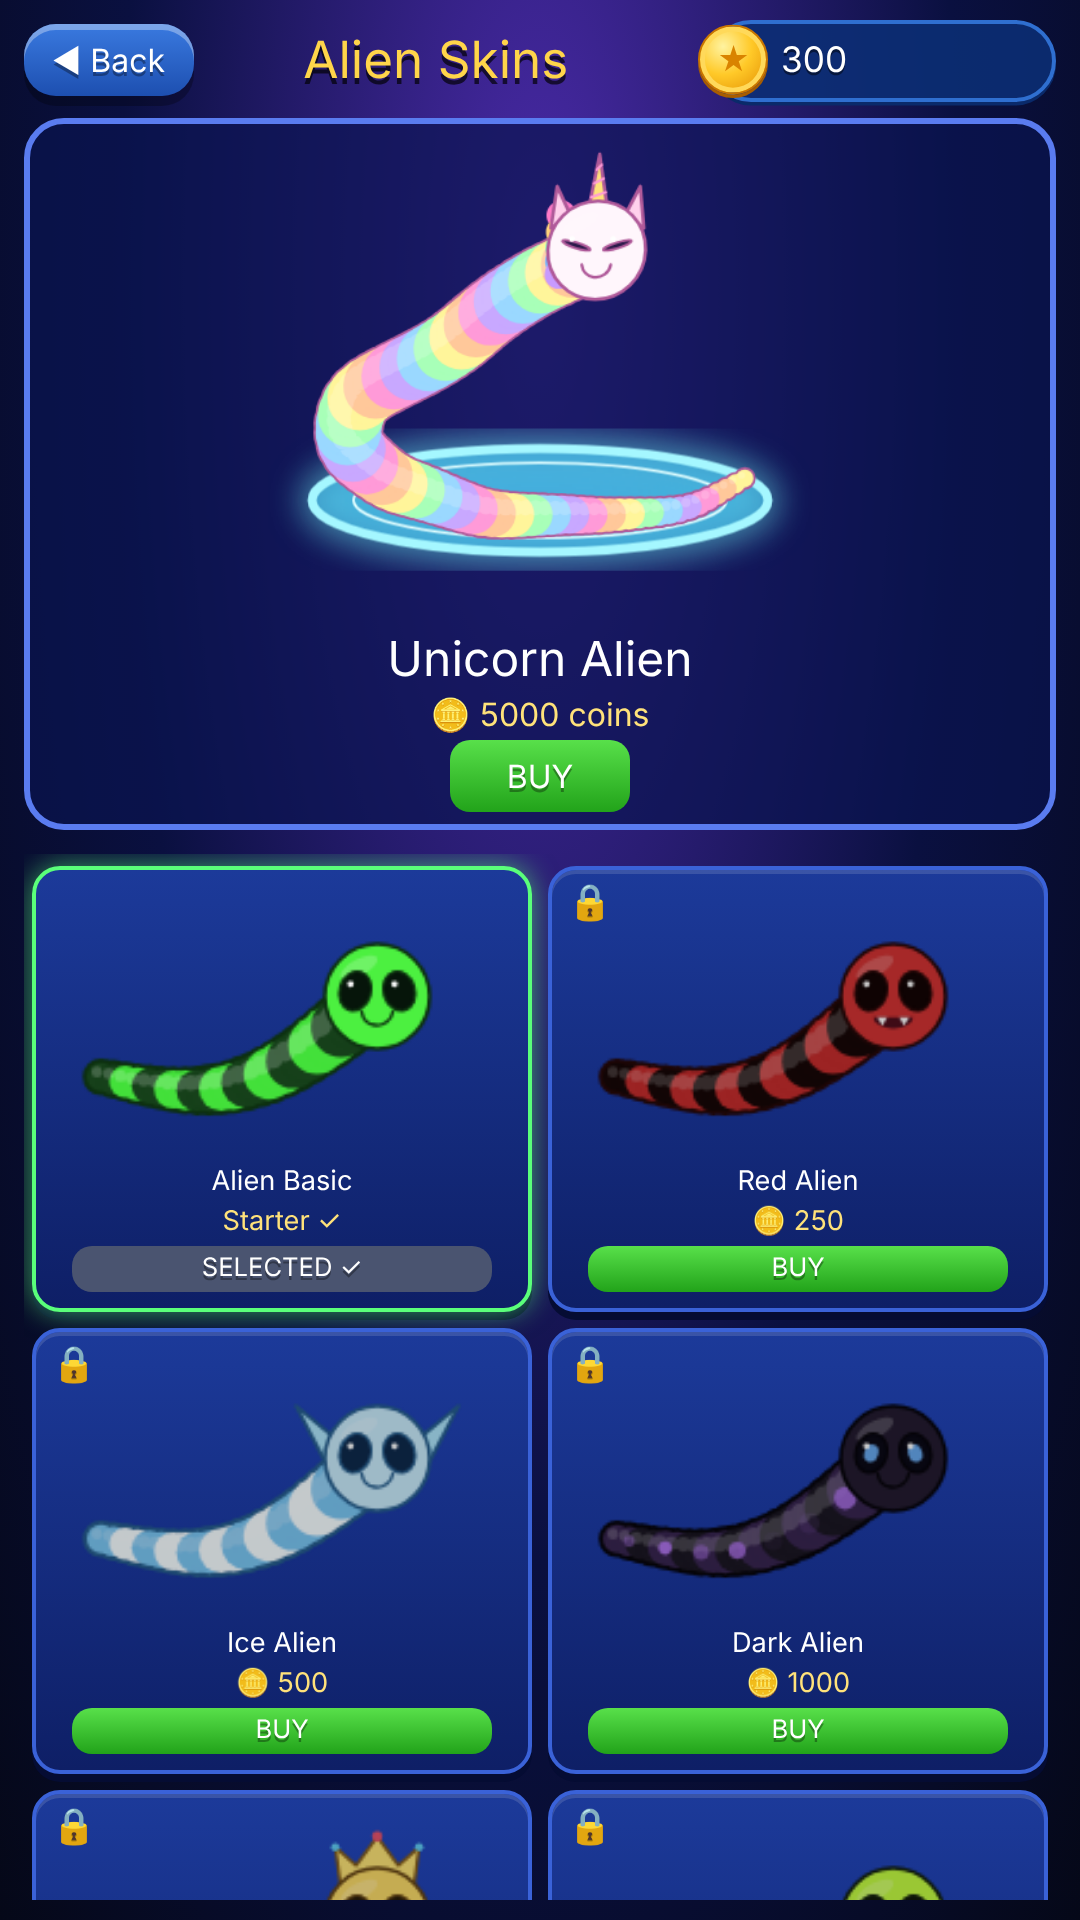 Back
Alien Skins
300
Unicorn Alien
5000 coins
BUY
Alien Basic
Starter ✓
SELECTED ✓
Red Alien
250
BUY
Ice Alien
500
BUY
Dark Alien
1000
BUY